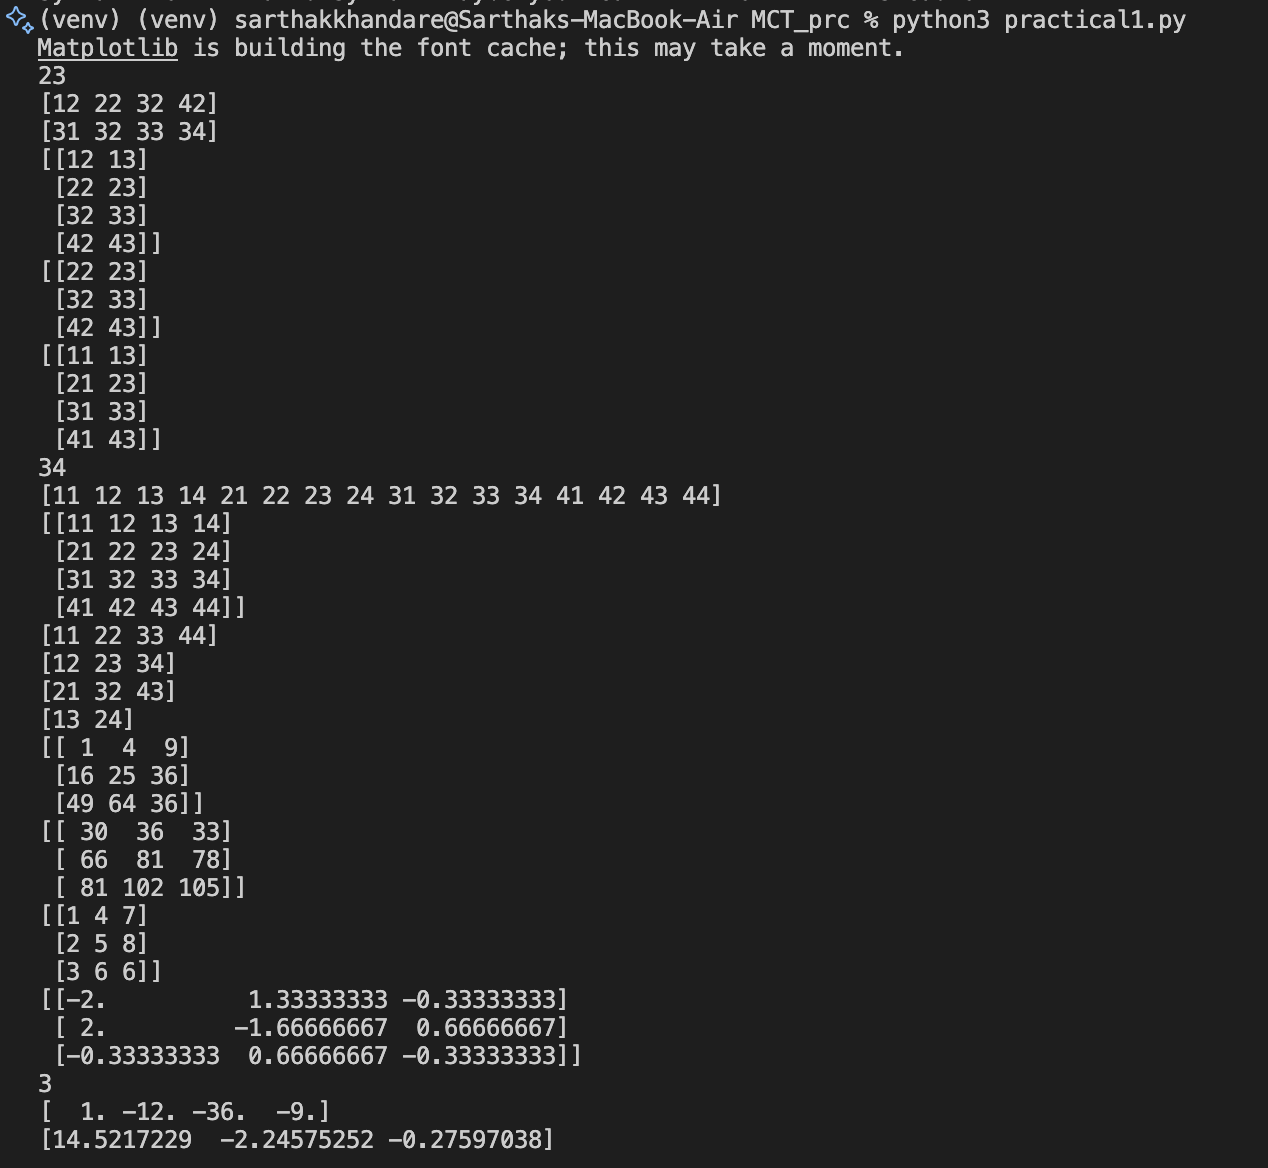 (venv) (venv) sarthakkhandare@Sarthaks-MacBook-Air MCT_prc % python3 practical1.py
Matplotlib is building the font cache; this may take a moment.
23
[12 22 32 42]
[31 32 33 34]
[[12 13]
 [22 23]
 [32 33]
 [42 43]]
[[22 23]
 [32 33]
 [42 43]]
[[11 13]
 [21 23]
 [31 33]
 [41 43]]
34
[11 12 13 14 21 22 23 24 31 32 33 34 41 42 43 44]
[[11 12 13 14]
 [21 22 23 24]
 [31 32 33 34]
 [41 42 43 44]]
[11 22 33 44]
[12 23 34]
[21 32 43]
[13 24]
[[ 1  4  9]
 [16 25 36]
 [49 64 36]]
[[ 30  36  33]
 [ 66  81  78]
 [ 81 102 105]]
[[1 4 7]
 [2 5 8]
 [3 6 6]]
[[-2.          1.33333333 -0.33333333]
 [ 2.         -1.66666667  0.66666667]
 [-0.33333333  0.66666667 -0.33333333]]
3
[  1. -12. -36.  -9.]
[14.5217229  -2.24575252 -0.27597038]